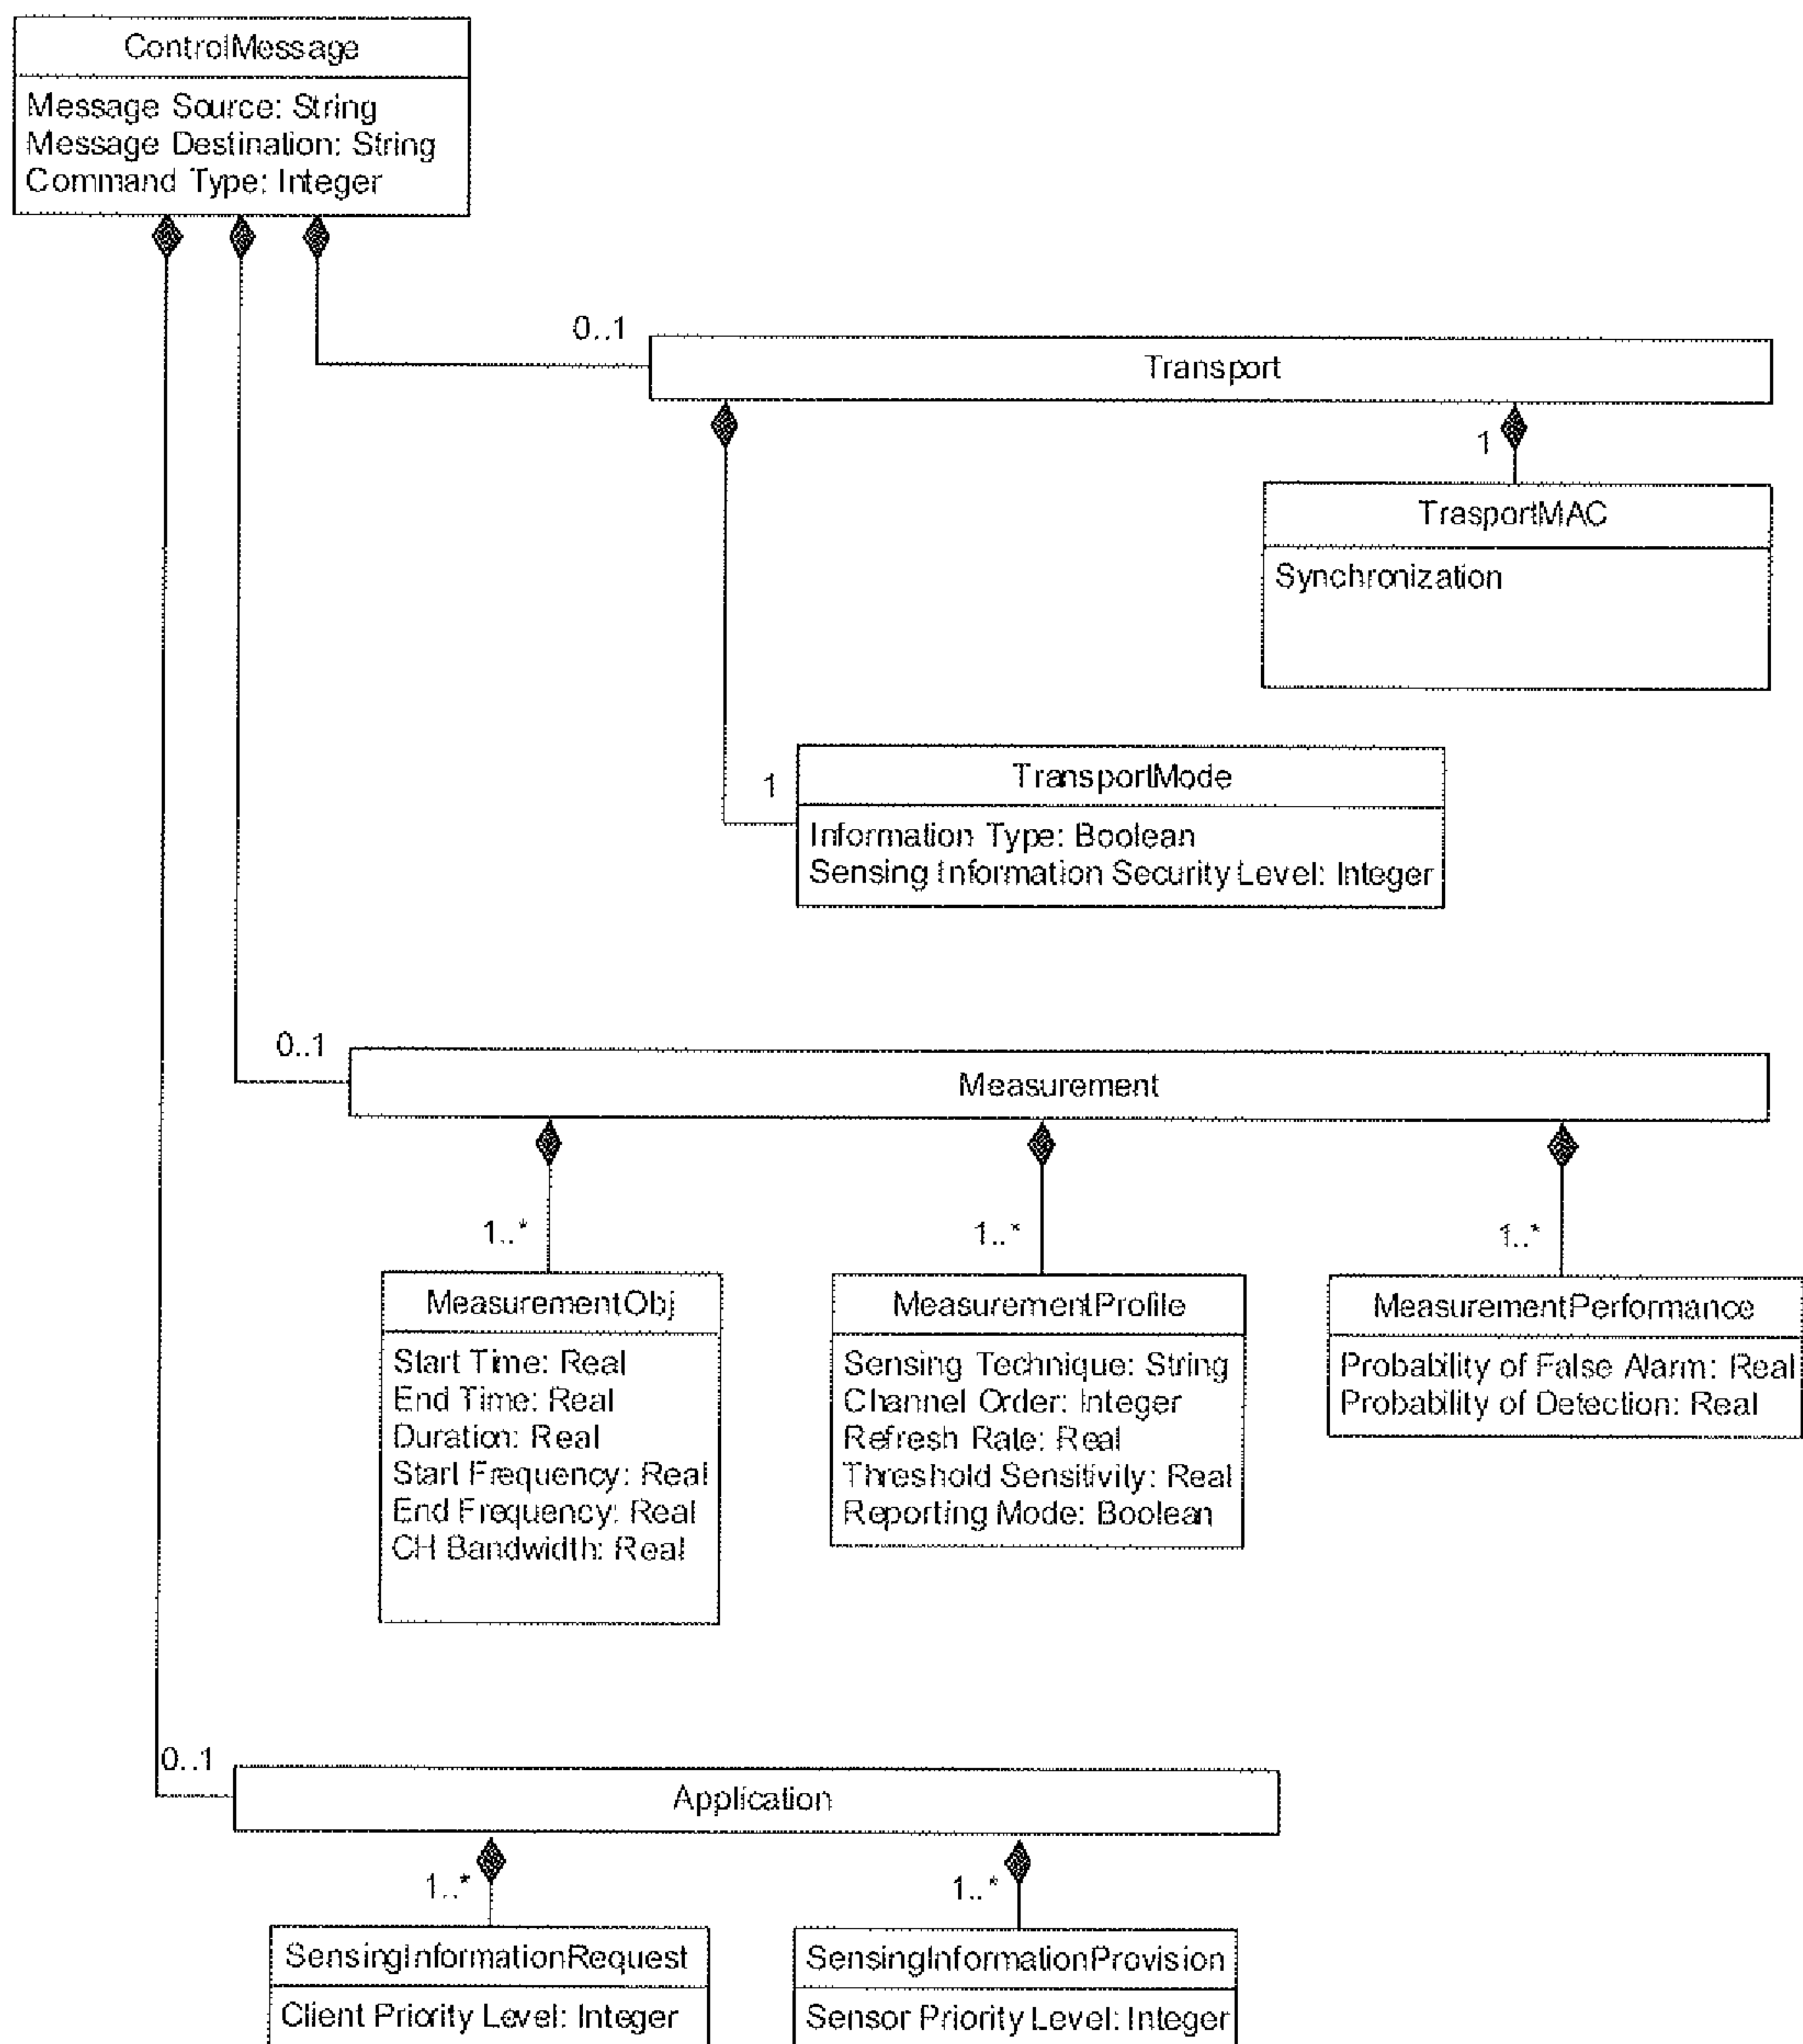 ControlMessage
Message Source: String
Message Destination: String
Command Type: Integer
0..1
Transport
1
TrasportMAC
Synchronization
1
TransportMode
Information Type: Boolean
Sensing Information Security Level: Integer
0..1
Measurement
1..*
1..*
1..*
MeasurementObj
Start Time: Real
End Time: Real
Duration: Real
Start Frequency: Real
End Frequency: Real
CH Bandwidth: Real
MeasurementProfile
Sensing Technique: String
Channel Order: Integer
Refresh Rate: Real
Threshold Sensitivity: Real
Reporting Mode: Boolean
MeasurementPerformance
Probability of False Alarm: Real
Probability of Detection: Real
0..1
Application
1..*
1..*
SensingInformationRequest
Client Priority Level: Integer
SensingInformationProvision
Sensor Priority Level: Integer